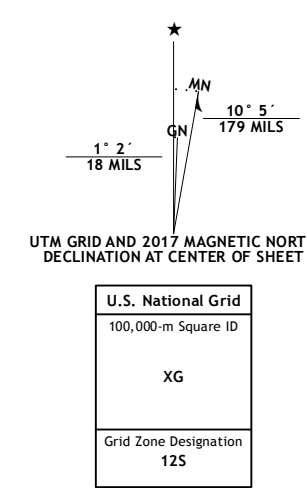 ★
MN
GN
10° 5´
179 MILS
1° 2´
18 MILS
UTM GRID AND 2017 MAGNETIC NORT
DECLINATION AT CENTER OF SHEET
U.S. National Grid
100,000-m Square ID
XG
Grid Zone Designation
12S